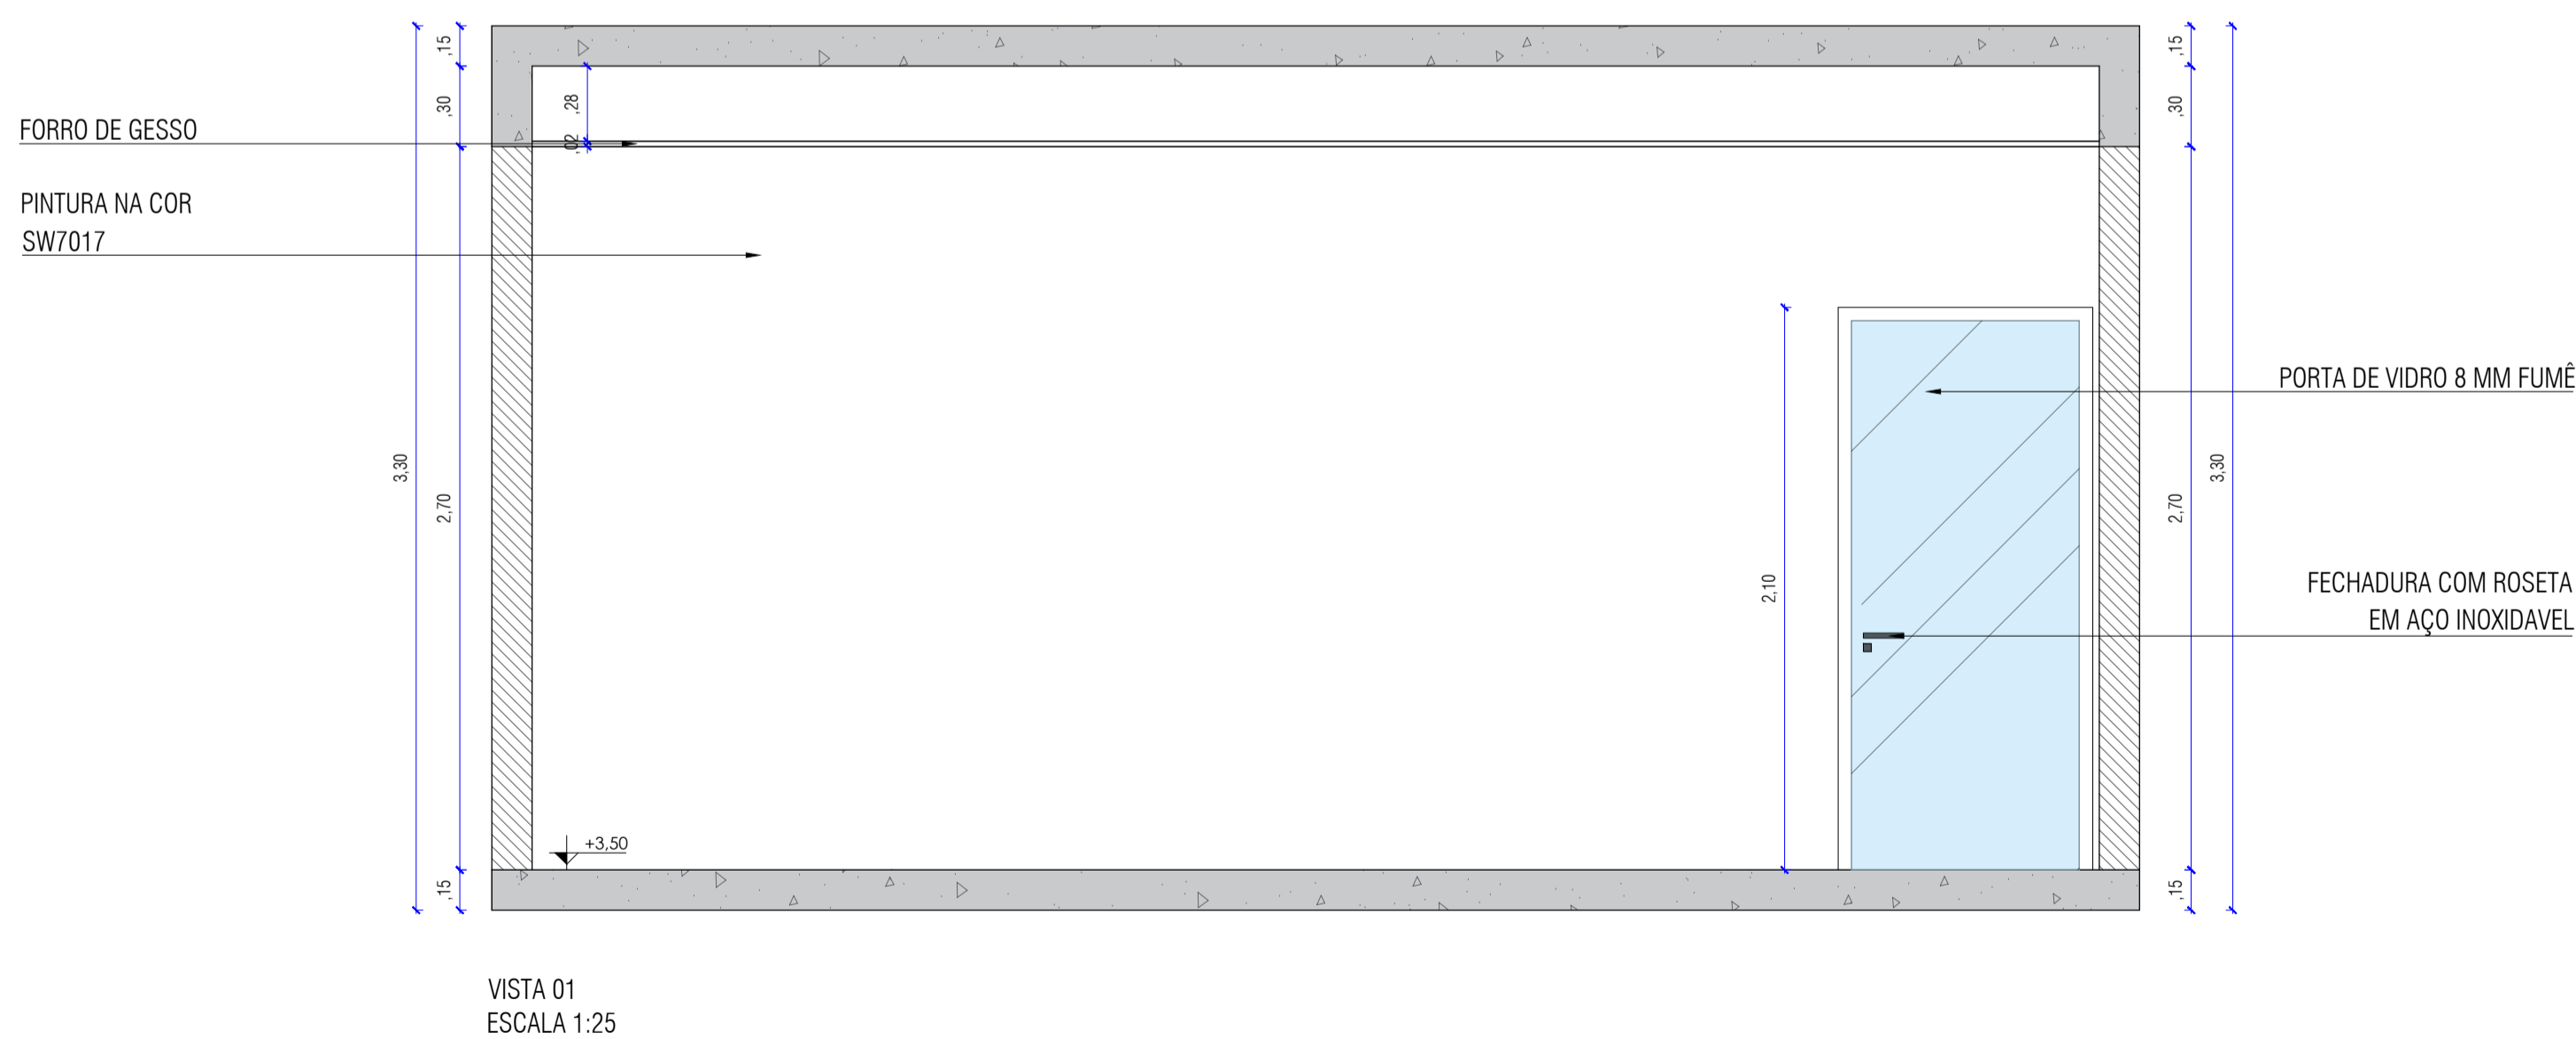 ,15
,15
,30
,28
,30
FORRO DE GESSO
,02
PINTURA NA COR
SW7017
PORTA DE VIDRO 8 MM FUMÊ
3,30
2,70
2,70
3,30
2,10
FECHADURA COM ROSETA
EM AÇO INOXIDAVEL
+3,50
,15
,15
VISTA 01
ESCALA 1:25